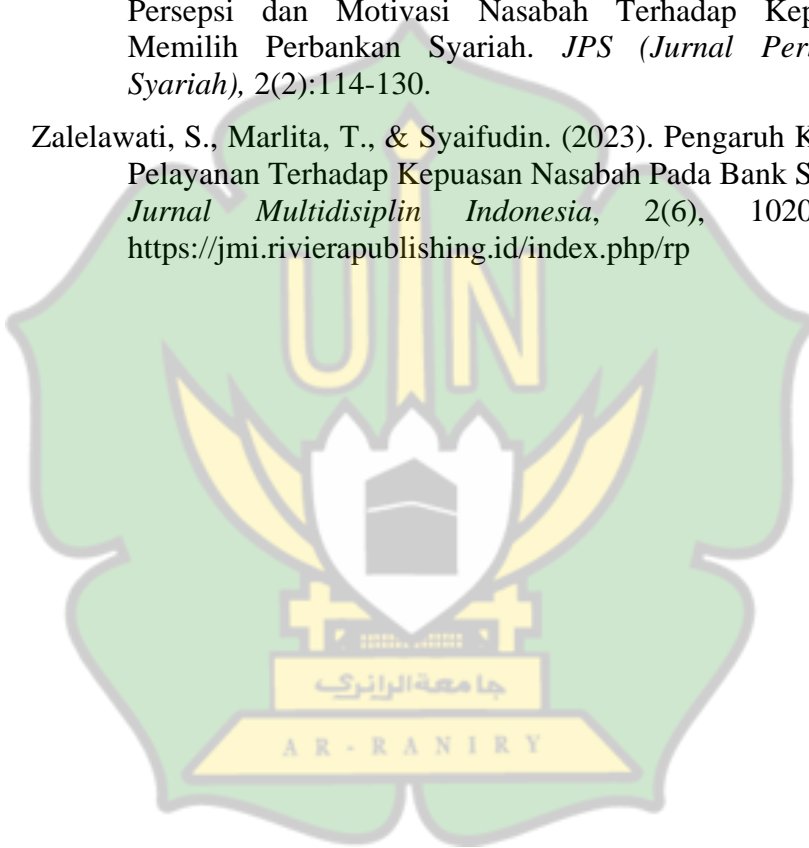 Persepsi dan Motivasi Nasabah Terhadap Kep
Memilih Perbankan Syariah. JPS (Jurnal Per
Syariah), 2(2):114-130.
Zalelawati, S., Marlita, T., & Syaifudin. (2023). Pengaruh K
Pelayanan Terhadap Kepuasan Nasabah Pada Bank S
Jurnal Multidisiplin Indonesia, 2(6), 1020
https://jmi.rivierapublishing.id/index.php/rp
UIN
جامعة الرانري
AR-RANIRY